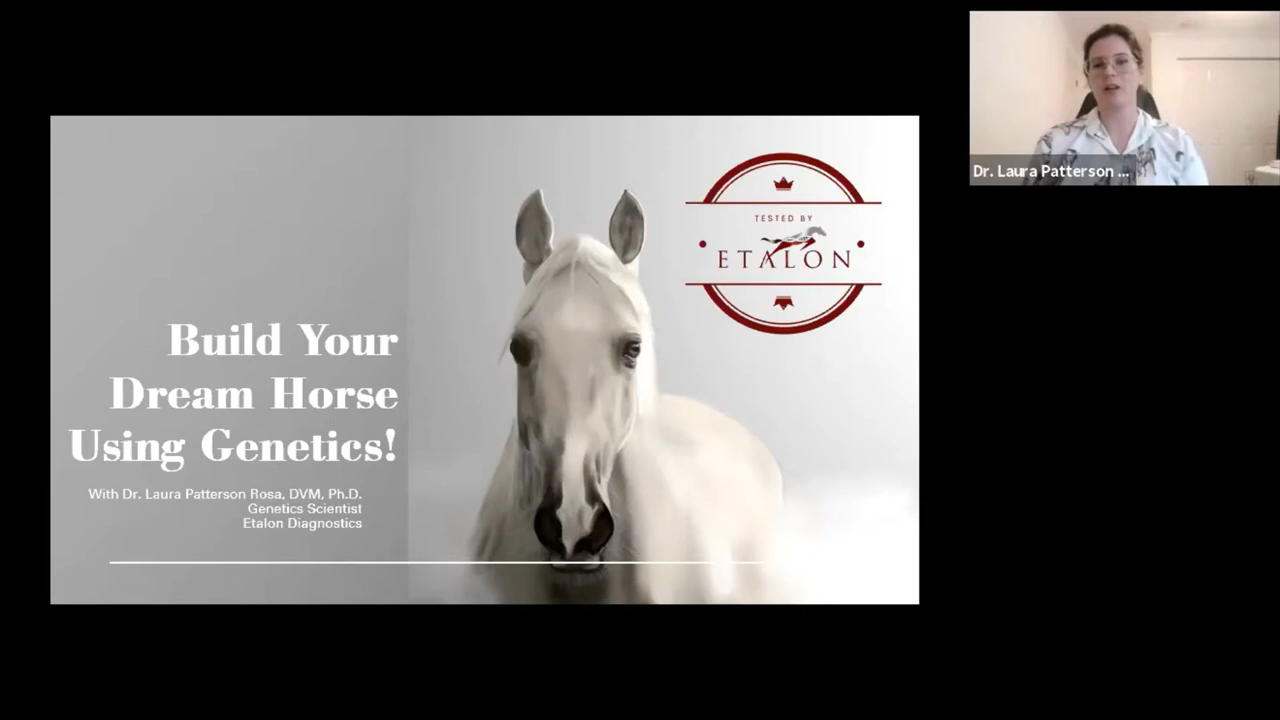 Build Your
Dream Horse
Using Genetics!
With Dr. Laura Patterson Rosa, DVM, Ph.D.
Genetics Scientist
Etalon Diagnostics
TESTED BY
ETALON
Dr. Laura Patterson ...